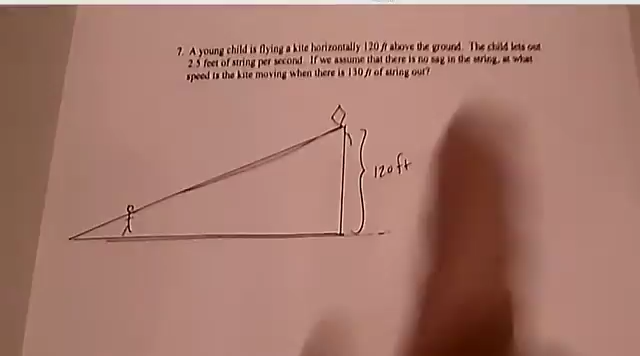 7. A young child is flying a kite horizontally 120 ft above the ground. The child lets out
2.5 feet of string per second. If we assume that there is no sag in the string, at what
speed is the kite moving when there is 130 ft of string out?
120ft